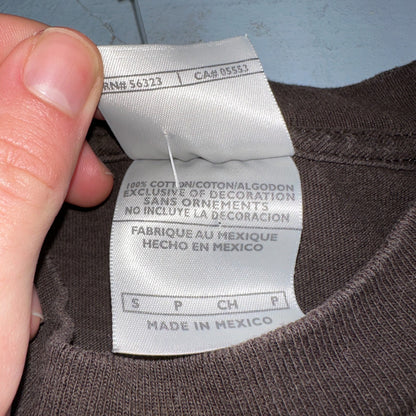 RN# 56323 CA# 05553
100% COTTON/COTON/ALGODON
EXCLUSIVE OF DECORATION
SANS ORNEMENTS
NO INCLUYE LA DECORACION
FABRIQUE AU MEXIQUE
HECHO EN MEXICO
S P CH P
MADE IN MEXICO